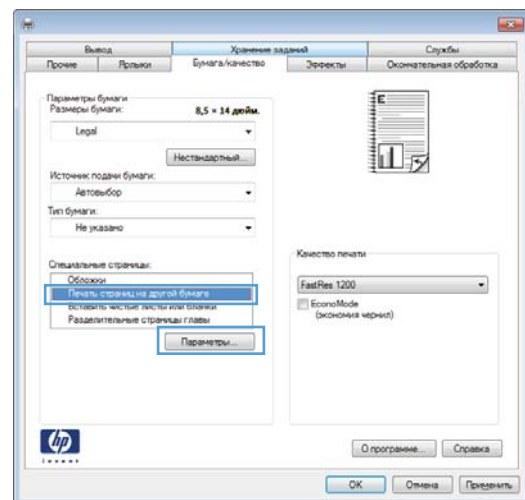 Вывод Хранение заданий Службы
Прочие Ярлыки Бумага/качество Эффекты Окончательная обработка
Параметры бумаги
Размеры бумаги: 8,5 × 14 дюйм.
Legal
Нестандартный...
Источник подачи бумаги:
Автовыбор
Тип бумаги:
Не указано
Специальные страницы:
Обложки
Печать страниц на другой бумаге
Вставить чистые листы или бланки
Разделительные страницы главы
Параметры...
E
Качество печати
FastRes 1200
EconoMode
(экономия чернил)
hp
invent
О программе... Справка
OK Отмена Применить